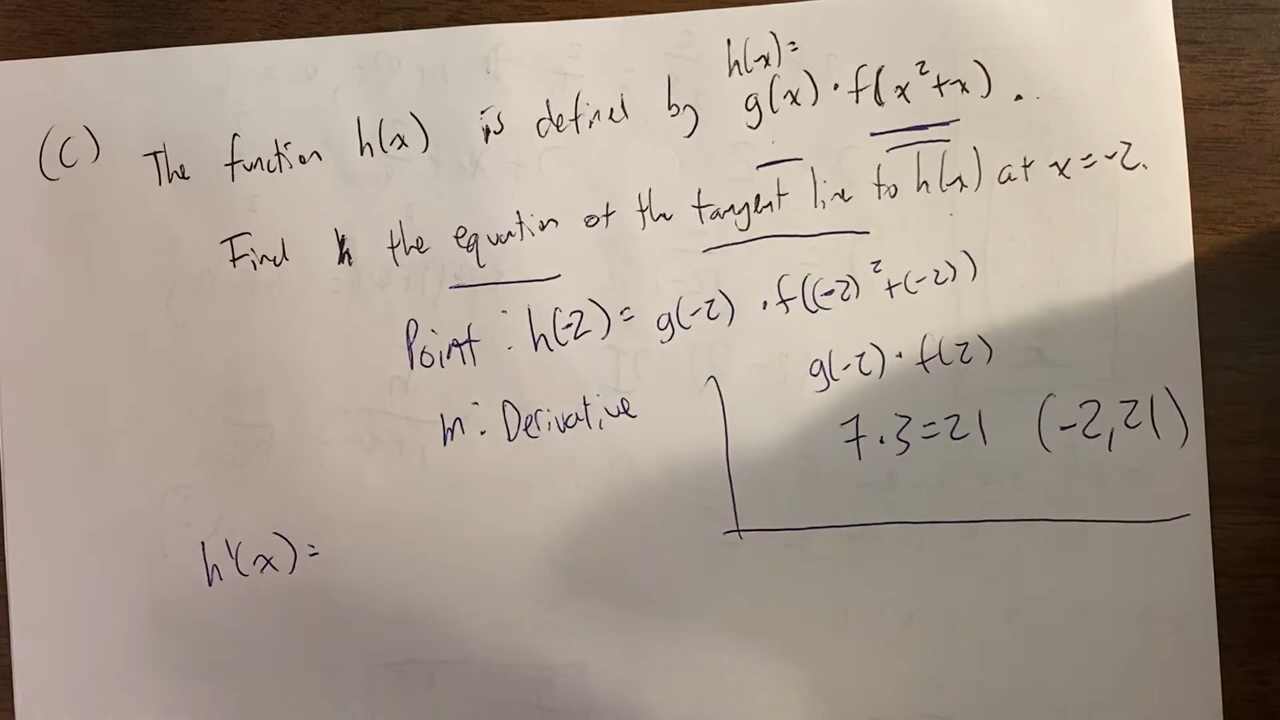 h(x)=
(C) The function h(x) is defined by g(x)·f(x²+x).
Find the equation of the tangent line to h(x) at x=-2.
Point: h(-2)= g(-2)·f((-2)²+(-2))
g(-2)·f(2)
m: Derivative
7·3=21 (-2,21)
h'(x)=